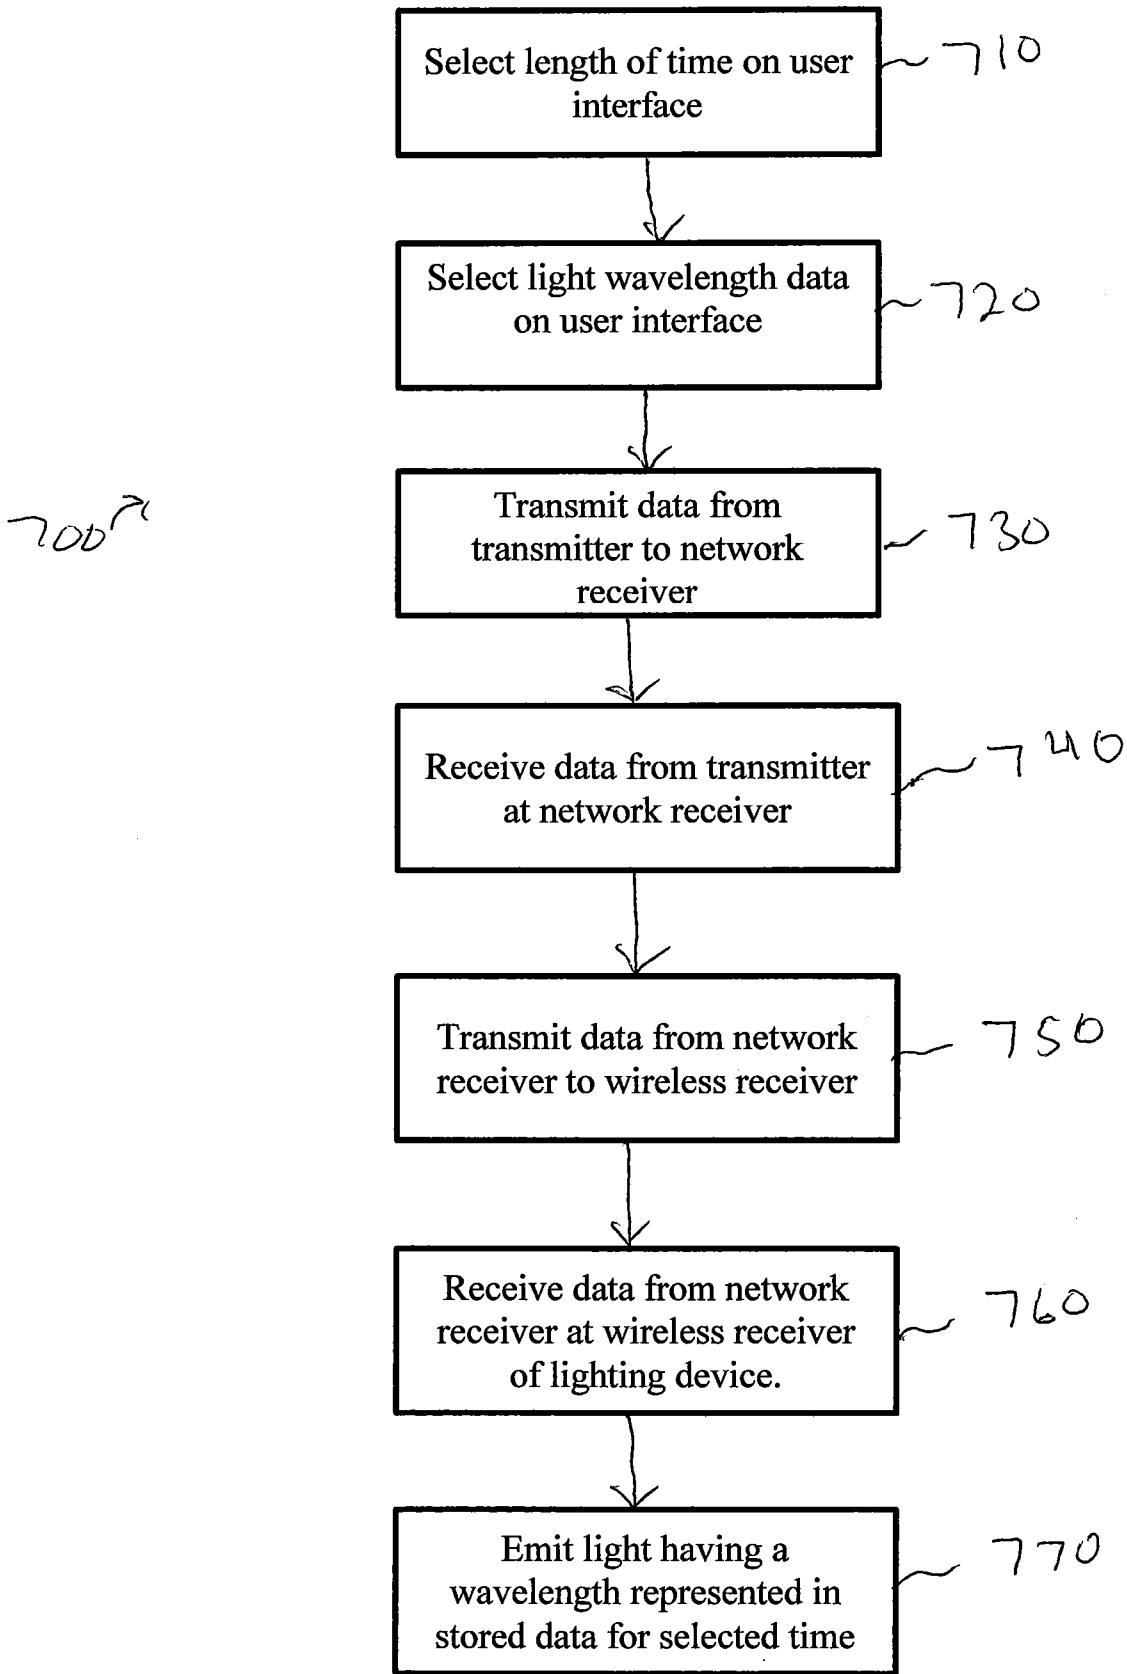 Select length of time on user
interface
710
Select light wavelength data
on user interface
720
700
Transmit data from
transmitter to network
receiver
730
Receive data from transmitter
at network receiver
740
Transmit data from network
receiver to wireless receiver
750
Receive data from network
receiver at wireless receiver
of lighting device.
760
Emit light having a
wavelength represented in
stored data for selected time
770